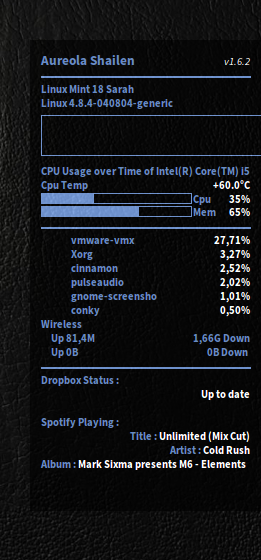 Aureola Shailen v1.6.2
Linux Mint 18 Sarah
Linux 4.8.4-040804-generic
CPU Usage over Time of Intel(R) Core(TM) i5
Cpu Temp +60.0°C
Cpu 35%
Mem 65%
vmware-vmx 27,71%
Xorg 3,27%
cinnamon 2,52%
pulseaudio 2,02%
gnome-screensho 1,01%
conky 0,50%
Wireless
Up 81,4M 1,66G Down
Up 0B 0B Down
Dropbox Status :
Up to date
Spotify Playing :
Title : Unlimited (Mix Cut)
Artist : Cold Rush
Album : Mark Sixma presents M6 - Elements